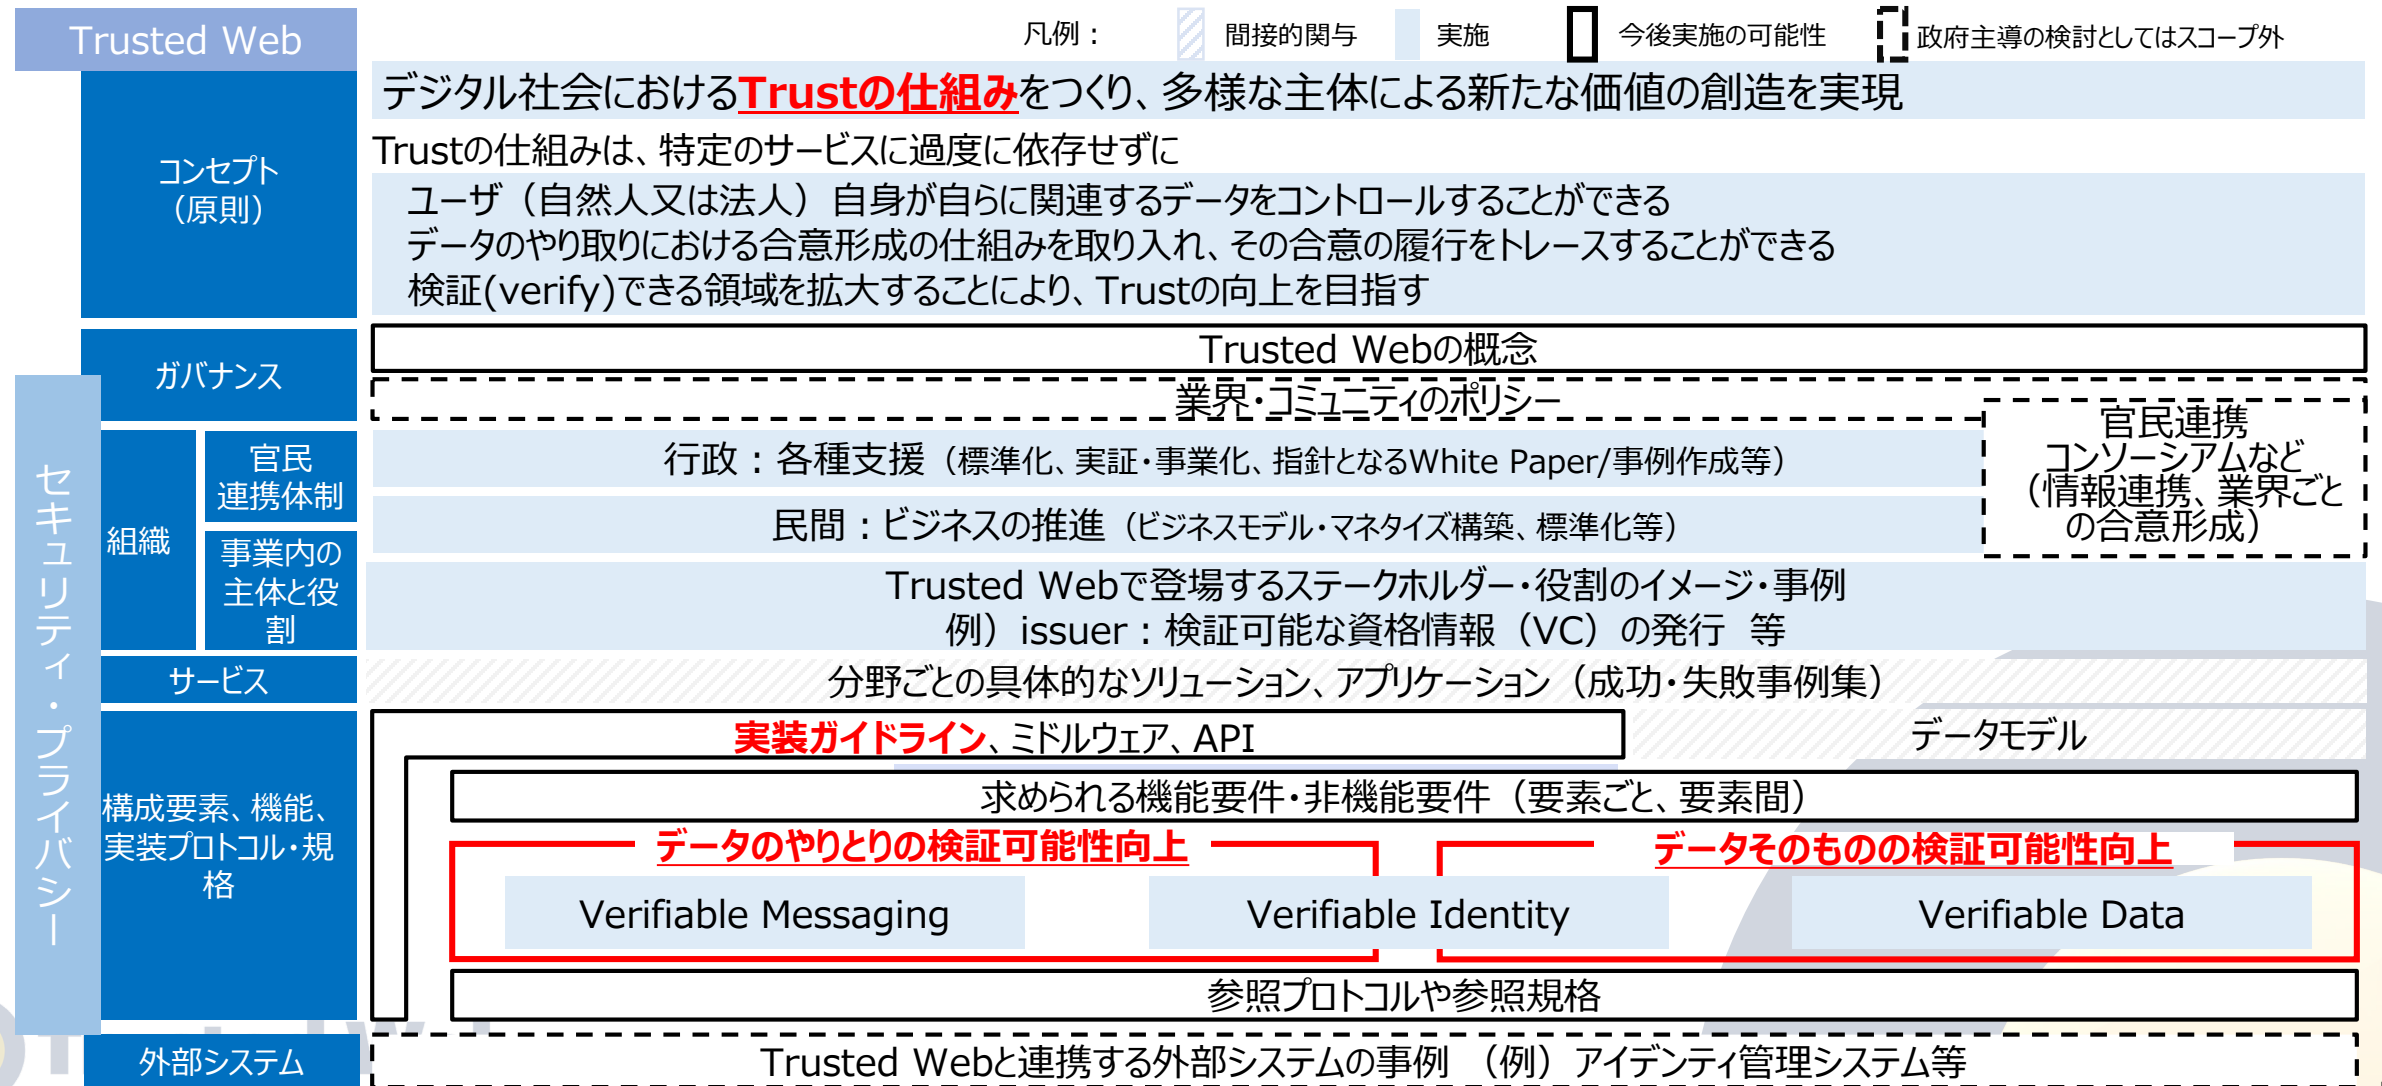 Trusted Web
凡例：
間接的関与
実施
今後実施の可能性
政府主導の検討としてはスコープ外
コンセプト
（原則）
デジタル社会におけるTrustの仕組みをつくり、多様な主体による新たな価値の創造を実現
Trustの仕組みは、特定のサービスに過度に依存せずに
ユーザ（自然人又は法人）自身が自らに関連するデータをコントロールすることができる
データのやり取りにおける合意形成の仕組みを取り入れ、その合意の履行をトレースすることができる
検証(verify)できる領域を拡大することにより、Trustの向上を目指す
ガバナンス
Trusted Webの概念
業界・コミュニティのポリシー
セキュリティ・プライバシー
組織
官民
連携体制
行政：各種支援（標準化、実証・事業化、指針となるWhite Paper/事例作成等）
民間：ビジネスの推進（ビジネスモデル・マネタイズ構築、標準化等）
官民連携
コンソーシアムなど
（情報連携、業界ごと
の合意形成）
事業内の
主体と役
割
Trusted Webで登場するステークホルダー・役割のイメージ・事例
例）issuer：検証可能な資格情報（VC）の発行 等
サービス
分野ごとの具体的なソリューション、アプリケーション（成功・失敗事例集）
構成要素、機能、
実装プロトコル・規
格
実装ガイドライン、ミドルウェア、API
データモデル
求められる機能要件・非機能要件（要素ごと、要素間）
データのやりとりの検証可能性向上
データそのものの検証可能性向上
Verifiable Messaging
Verifiable Identity
Verifiable Data
参照プロトコルや参照規格
外部システム
Trusted Webと連携する外部システムの事例 （例）アイデンティ管理システム等